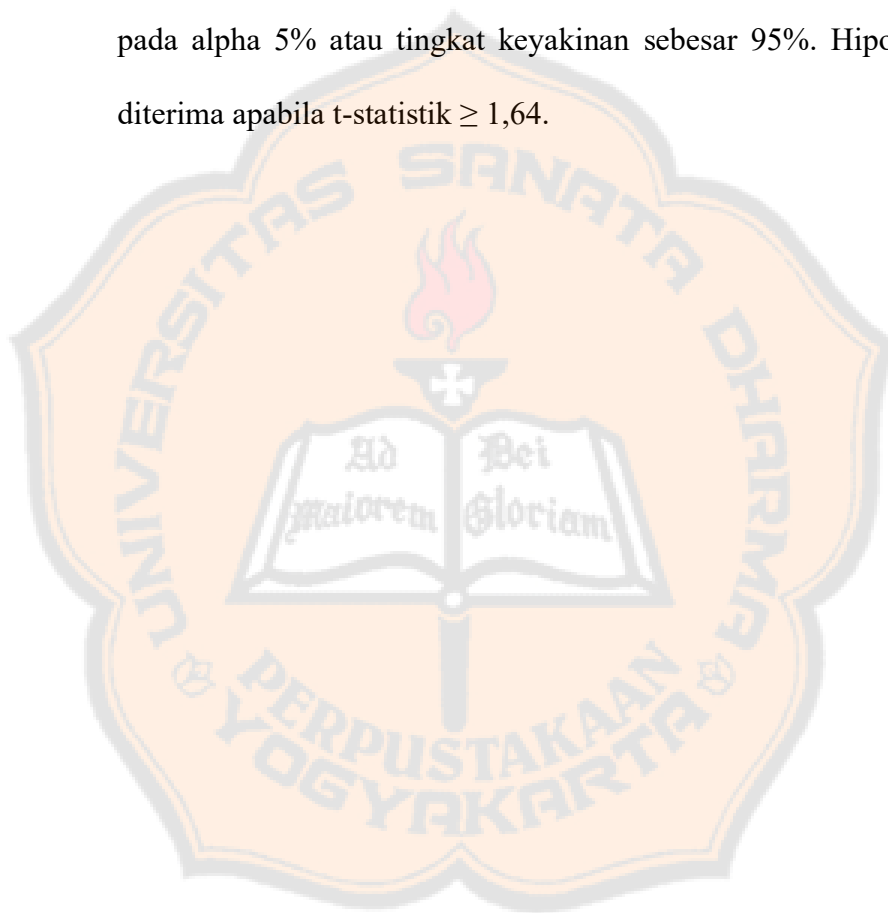 pada alpha 5% atau tingkat keyakinan sebesar 95%.
diterima apabila t-statistik ≥ 1,64.
UNIVERSITAS SANATA DHARMA
Ad Dei
Maiorem Gloriam
PERPUSTAKAAN
YOGYAKARTA